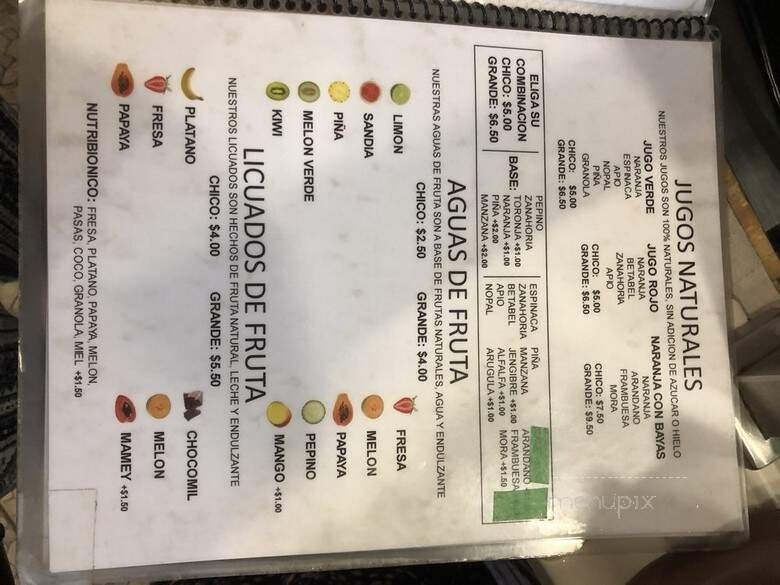 JUGOS NATURALES
NUESTROS JUGOS SON 100% NATURALES, SIN ADICION DE AZUCAR O HIELO
JUGO VERDE
NARANJA
ESPINACA
APIO
NOPAL
PIÑA
GRANOLA
CHICO: $5.00
GRANDE: $6.50
JUGO ROJO
NARANJA
BETABEL
ZANAHORIA
APIO
CHICO: $5.00
GRANDE: $6.50
NARANJA CON BAYAS
NARANJA
ARANDANO
FRAMBUESA
MORA
CHICO: $7.50
GRANDE: $9.50
ELIGA SU
COMBINACION
CHICO: $5.00
GRANDE: $6.50
BASE:
PEPINO
ZANAHORIA
TORONJA +$1.00
NARANJA +$1.00
PIÑA +$2.00
MANZANA +$2.00
ESPINACA
ZANAHORIA
BETABEL
APIO
NOPAL
PIÑA
MANZANA
JENGIBRE +$1.00
ALFALFA +$1.00
ARUGULA +$1.00
ARANDANO
FRAMBUESA
MORA +$1.50
AGUAS DE FRUTA
NUESTRAS AGUAS DE FRUTA SON A BASE DE FRUTAS NATURALES, AGUA Y ENDULZANTE
CHICO: $2.50 GRANDE: $4.00
LIMON
SANDIA
PIÑA
MELON VERDE
KIWI
FRESA
MELON
PAPAYA
PEPINO
MANGO +$1.00
LICUADOS DE FRUTA
NUESTROS LICUADOS SON HECHOS DE FRUTA NATURAL, LECHE Y ENDULZANTE
CHICO: $4.00 GRANDE: $5.50
PLATANO
FRESA
PAPAYA
CHOCOMIL
MELON
MAMEY +$1.50
NUTRIBIONICO: FRESA, PLATANO, PAPAYA, MELON,
PASAS, COCO, GRANOLA, MIEL +$1.50
menupix